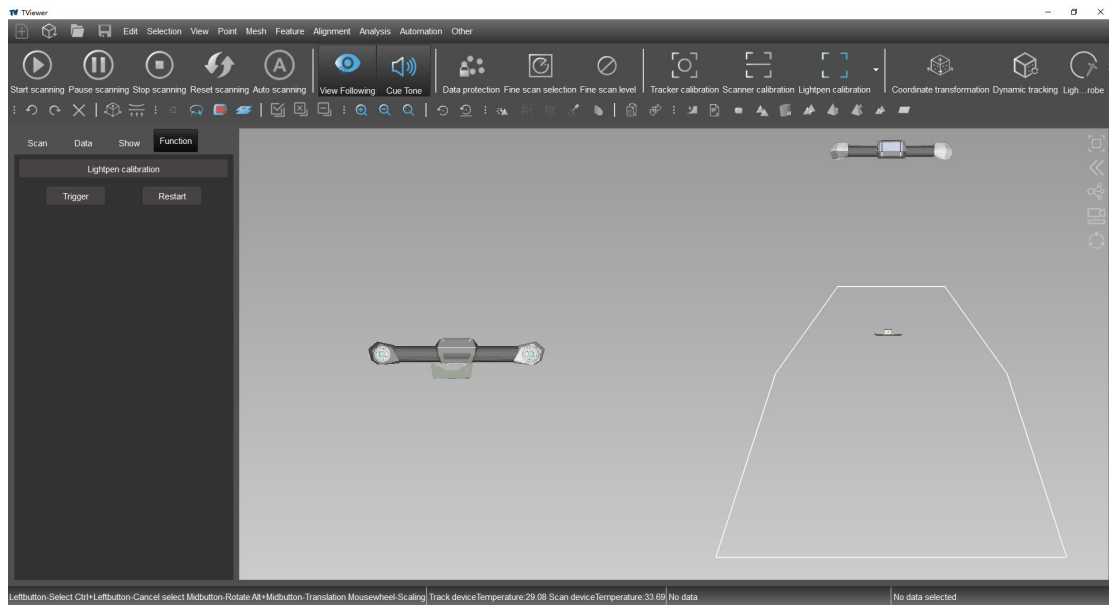 TViewer
Edit Selection View Point Mesh Feature Alignment Analysis Automation Other
Start scanning Pause scanning Stop scanning Reset scanning Auto scanning View Following Cue Tone Data protection Fine scan selection Fine scan level Tracker calibration Scanner calibration Lightpen calibration Coordinate transformation Dynamic tracking Ligh...robe
Scan Data Show Function
Lightpen calibration
Trigger Restart
Leftbutton-Select Ctrl+Leftbutton-Cancel select Midbutton-Rotate Alt+Midbutton-Translation Mousewheel-Scaling Track deviceTemperature:29.08 Scan deviceTemperature:33.69 No data No data selected